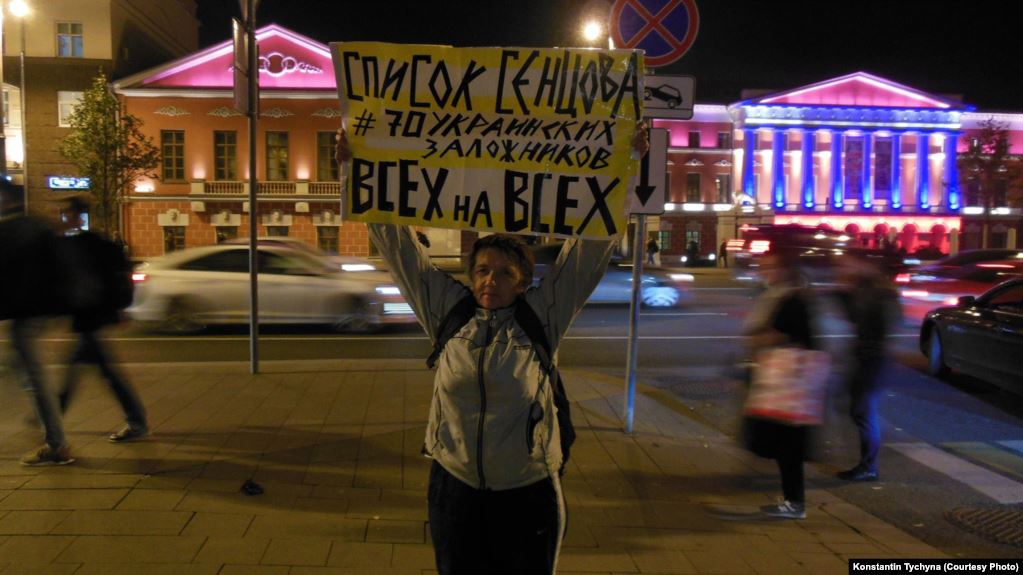 СПИСОК СЕНЦОВА
#70 УКРАИНСКИХ
ЗАЛОЖНИКОВ
ВСЕХ НА ВСЕХ
Konstantin Tychyna (Courtesy Photo)